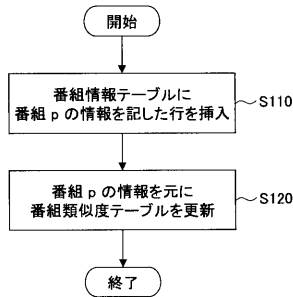 開始
番組情報テーブルに
番組pの情報を記した行を挿入
S110
番組pの情報を元に
番組類似度テーブルを更新
S120
終了